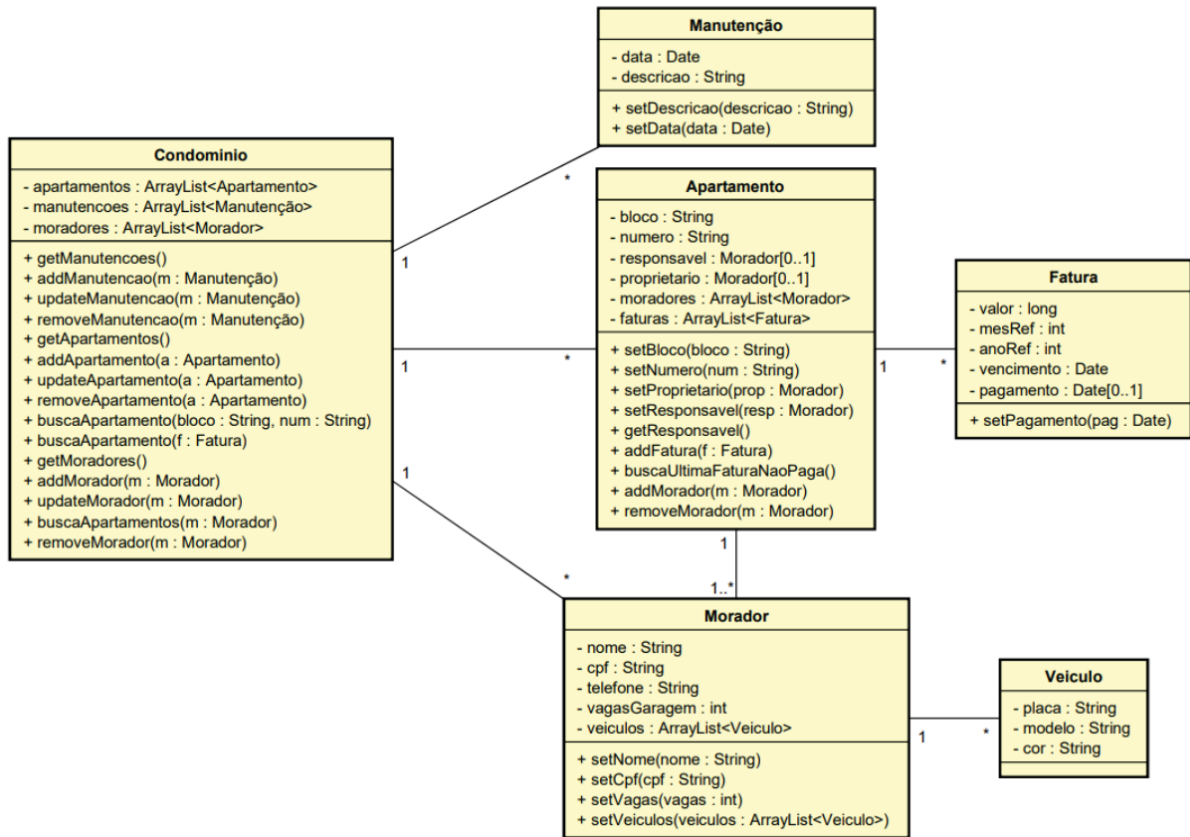 Manutenção
- data : Date
- descricao : String
+ setDescricao(descricao : String)
+ setData(data : Date)
Condominio
- apartamentos : ArrayList<Apartamento>
- manutencoes : ArrayList<Manutenção>
- moradores : ArrayList<Morador>
+ getManutencoes()
+ addManutencao(m : Manutenção)
+ updateManutencao(m : Manutenção)
+ removeManutencao(m : Manutenção)
+ getApartamentos()
+ addApartamento(a : Apartamento)
+ updateApartamento(a : Apartamento)
+ removeApartamento(a : Apartamento)
+ buscaApartamento(bloco : String, num : String)
+ buscaApartamento(f : Fatura)
+ getMoradores()
+ addMorador(m : Morador)
+ updateMorador(m : Morador)
+ buscaApartamentos(m : Morador)
+ removeMorador(m : Morador)
1
*
1
*
1
*
Apartamento
- bloco : String
- numero : String
- responsavel : Morador[0..1]
- proprietario : Morador[0..1]
- moradores : ArrayList<Morador>
- faturas : ArrayList<Fatura>
+ setBloco(bloco : String)
+ setNumero(num : String)
+ setProprietario(prop : Morador)
+ setResponsavel(resp : Morador)
+ getResponsavel()
+ addFatura(f : Fatura)
+ buscaUltimaFaturaNaoPaga()
+ addMorador(m : Morador)
+ removeMorador(m : Morador)
1
*
Fatura
- valor : long
- mesRef : int
- anoRef : int
- vencimento : Date
- pagamento : Date[0..1]
+ setPagamento(pag : Date)
1
1..*
Morador
- nome : String
- cpf : String
- telefone : String
- vagasGaragem : int
- veiculos : ArrayList<Veiculo>
+ setNome(nome : String)
+ setCpf(cpf : String)
+ setVagas(vagas : int)
+ setVeiculos(veiculos : ArrayList<Veiculo>)
1
*
Veiculo
- placa : String
- modelo : String
- cor : String